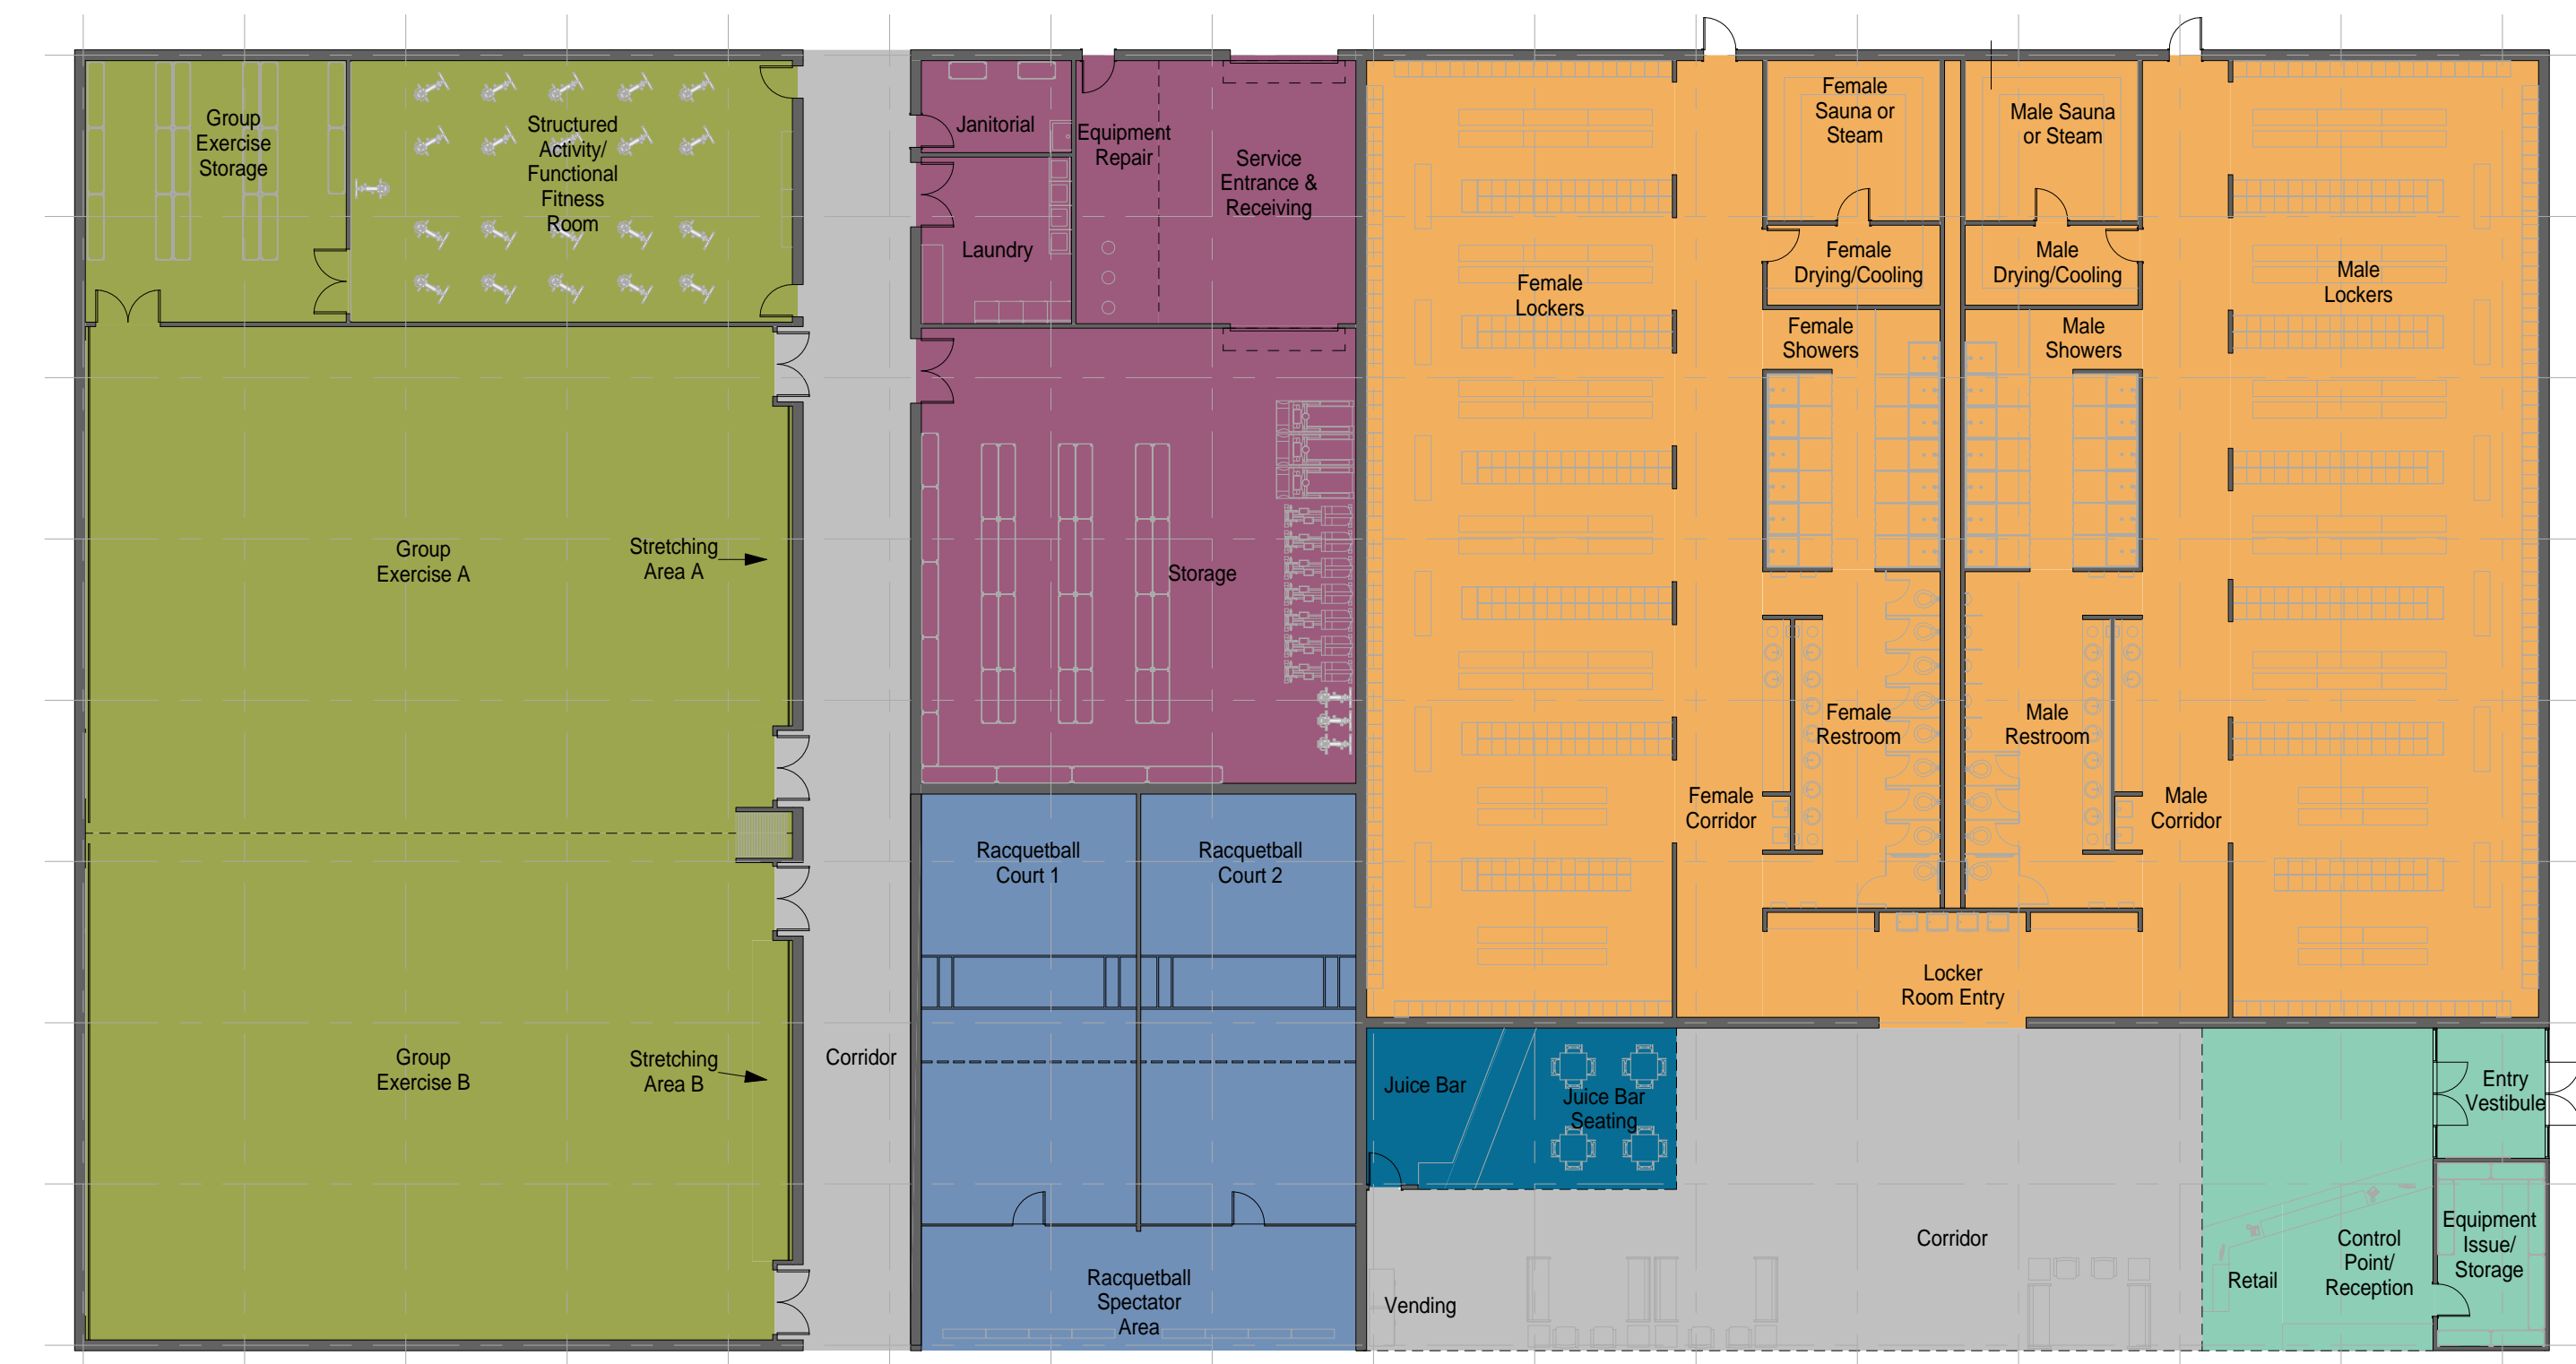 Group
Exercise
Storage
Structured
Activity/
Functional
Fitness
Room
Janitorial
Equipment
Repair
Service
Entrance &
Receiving
Laundry
Female
Lockers
Female
Sauna or
Steam
Male Sauna
or Steam
Female
Drying/Cooling
Male
Drying/Cooling
Male
Lockers
Female
Showers
Male
Showers
Group
Exercise A
Stretching
Area A
Storage
Female
Restroom
Male
Restroom
Female
Corridor
Male
Corridor
Racquetball
Court 1
Racquetball
Court 2
Locker
Room Entry
Group
Exercise B
Stretching
Area B
Corridor
Juice Bar
Juice Bar
Seating
Entry
Vestibule
Racquetball
Spectator
Area
Vending
Corridor
Retail
Control
Point/
Reception
Equipment
Issue/
Storage